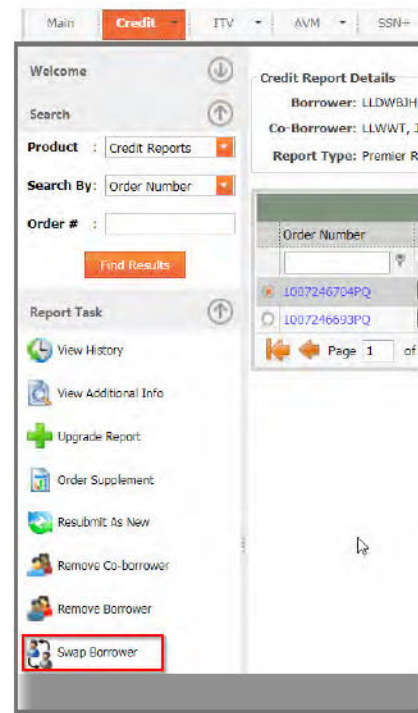 Main Credit ITV AVM SSN+
Welcome
Search
Product : Credit Reports
Search By: Order Number
Order # :
Find Results
Report Task
View History
View Additional Info
Upgrade Report
Order Supplement
Resubmit As New
Remove Co-borrower
Remove Borrower
Swap Borrower
Credit Report Details
Borrower: LLDWBJH
Co-Borrower: LLWWT,
Report Type: Premier R
Order Number
1007246704PQ
1007246693PQ
Page 1 of